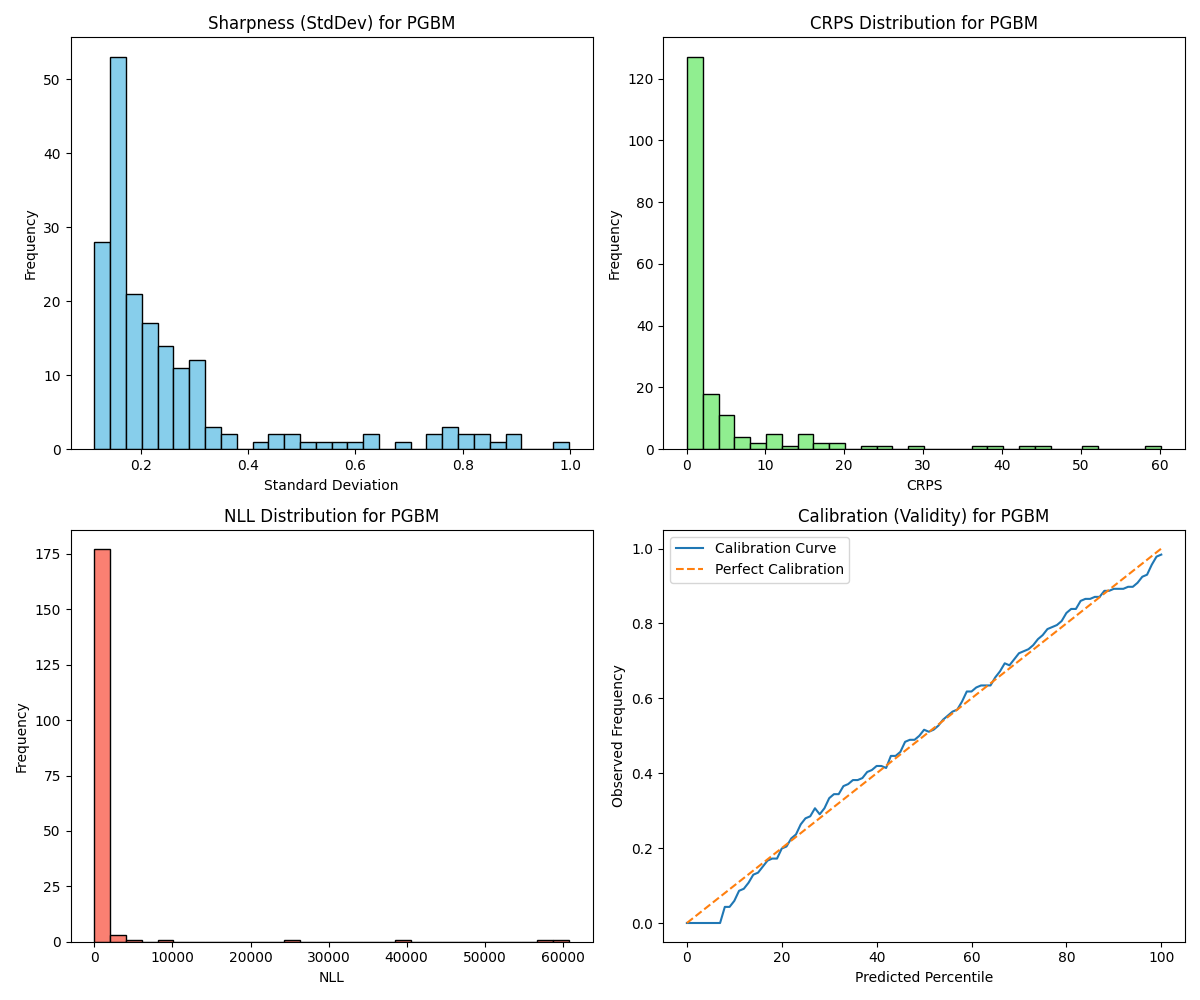 Sharpness (StdDev) for PGBM
50
40
30
20
10
0
Frequency
0.2 0.4 0.6 0.8 1.0
Standard Deviation
CRPS Distribution for PGBM
120
100
80
60
40
20
0
Frequency
0 10 20 30 40 50 60
CRPS
NLL Distribution for PGBM
175
150
125
100
75
50
25
0
Frequency
0 10000 20000 30000 40000 50000 60000
NLL
Calibration (Validity) for PGBM
Calibration Curve
Perfect Calibration
1.0
0.8
0.6
0.4
0.2
0.0
Observed Frequency
0 20 40 60 80 100
Predicted Percentile